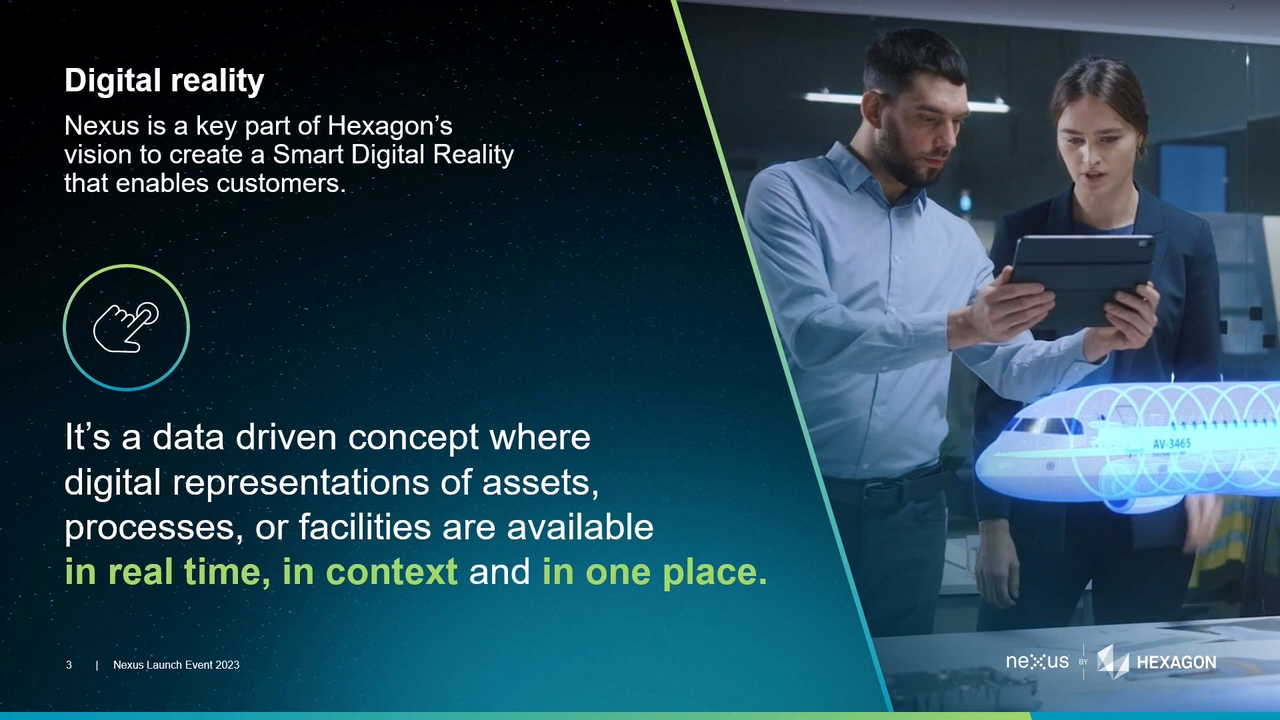 Digital reality
Nexus is a key part of Hexagon’s
vision to create a Smart Digital Reality
that enables customers.
It’s a data driven concept where
digital representations of assets,
processes, or facilities are available
in real time, in context and in one place.
AV-3465
3 | Nexus Launch Event 2023
nexus BY HEXAGON